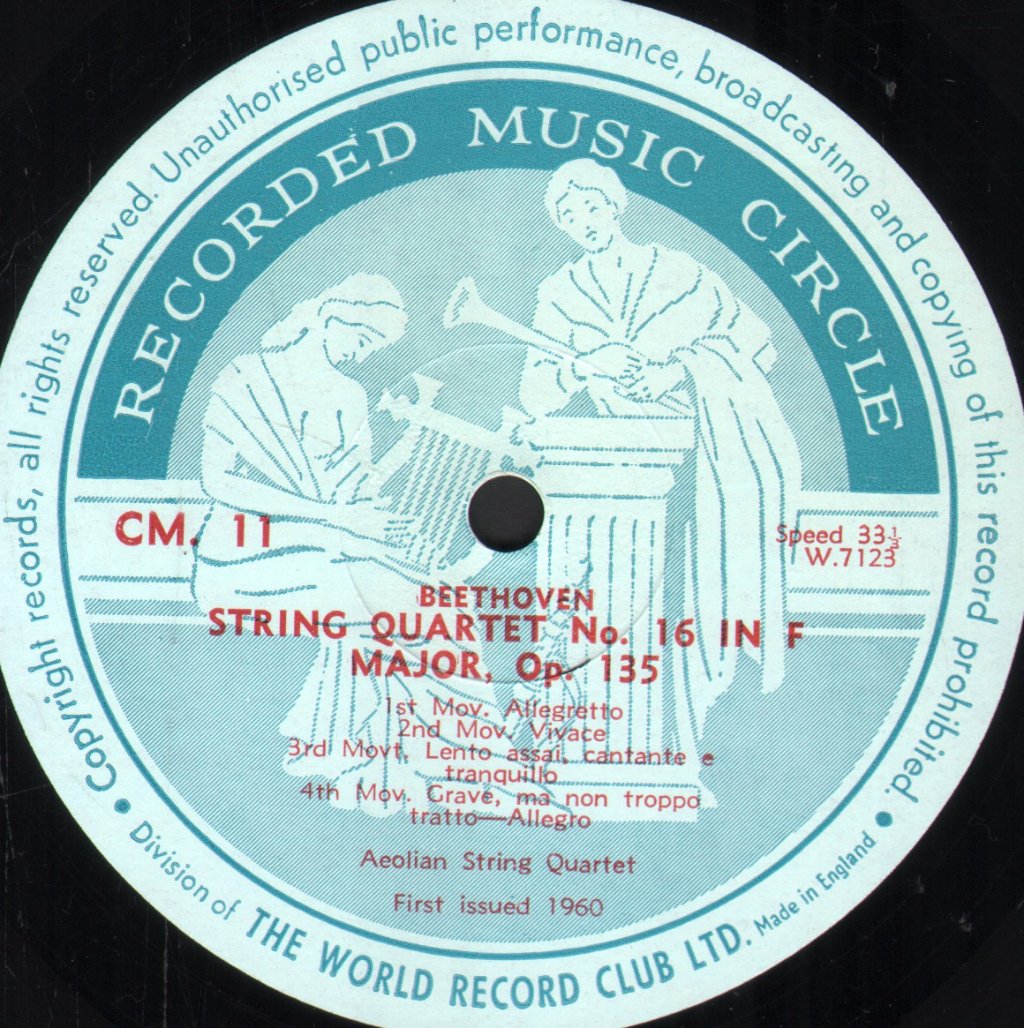 Copyright records, all rights reserved. Unauthorised public performance, broadcasting and copying of this record prohibited.
RECORDED MUSIC CIRCLE
CM. 11
Speed 33⅓
W.7123
BEETHOVEN
STRING QUARTET No. 16 IN F
MAJOR, Op. 135
1st Mov. Allegretto
2nd Mov. Vivace
3rd Movt. Lento assai, cantante e
tranquillo
4th Mov. Grave, ma non troppo
tratto—Allegro
Aeolian String Quartet
First issued 1960
Division of THE WORLD RECORD CLUB LTD. Made in England